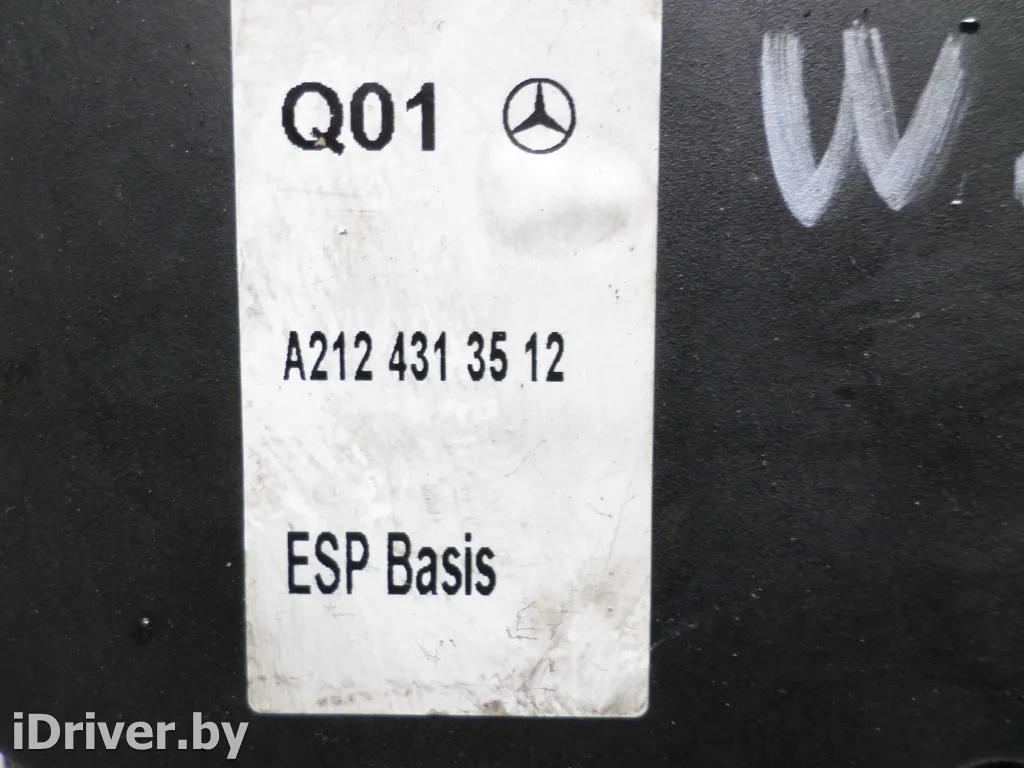 Q01
W
A212 431 35 12
ESP Basis
iDriver.by